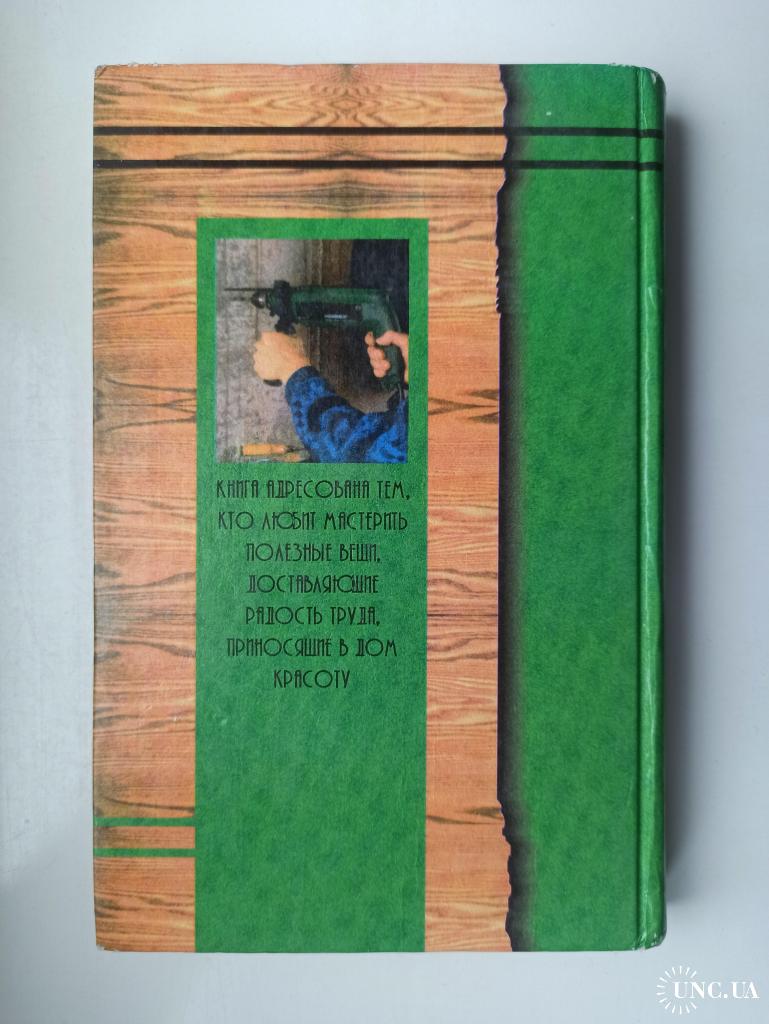 КНИГА АДРЕСОВАНА ТЕМ,
КТО ЛЮБИТ МАСТЕРИТЬ
ПОЛЕЗНЫЕ ВЕЩИ,
ДОСТАВЛЯЮЩИЕ
РАДОСТЬ ТРУДА,
ПРИНОСЯЩИЕ В ДОМ
КРАСОТУ
UNC.UA